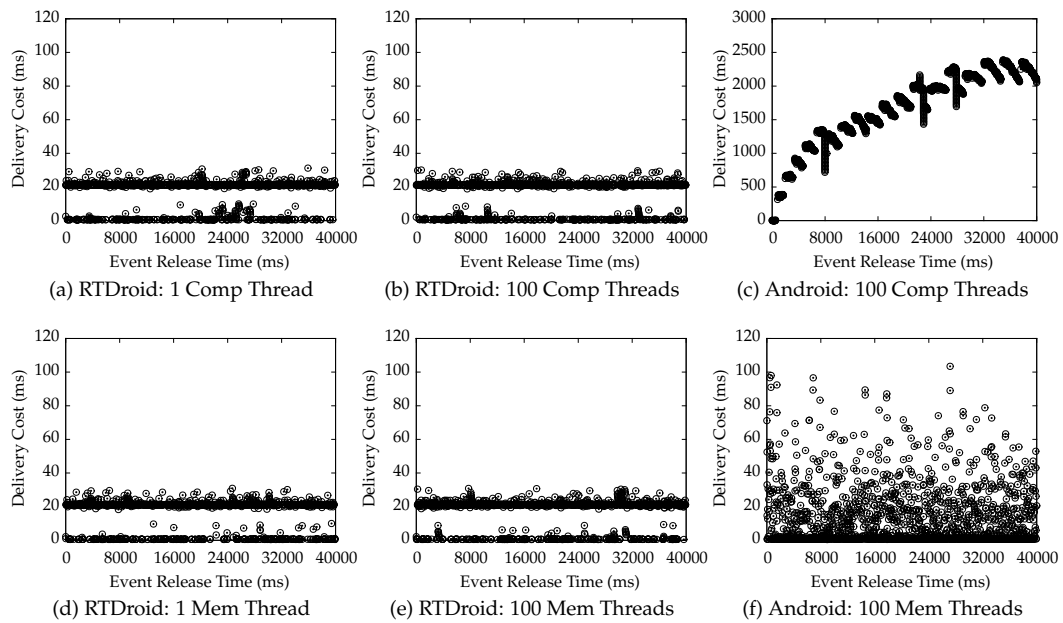 120
100
80
60
40
20
0
Delivery Cost (ms)
0 8000 16000 24000 32000 40000
Event Release Time (ms)
(a) RTDroid: 1 Comp Thread
120
100
80
60
40
20
0
Delivery Cost (ms)
0 8000 16000 24000 32000 40000
Event Release Time (ms)
(b) RTDroid: 100 Comp Threads
3000
2500
2000
1500
1000
500
0
Delivery Cost (ms)
0 8000 16000 24000 32000 40000
Event Release Time (ms)
(c) Android: 100 Comp Threads
120
100
80
60
40
20
0
Delivery Cost (ms)
0 8000 16000 24000 32000 40000
Event Release Time (ms)
(d) RTDroid: 1 Mem Thread
120
100
80
60
40
20
0
Delivery Cost (ms)
0 8000 16000 24000 32000 40000
Event Release Time (ms)
(e) RTDroid: 100 Mem Threads
120
100
80
60
40
20
0
Delivery Cost (ms)
0 8000 16000 24000 32000 40000
Event Release Time (ms)
(f) Android: 100 Mem Threads